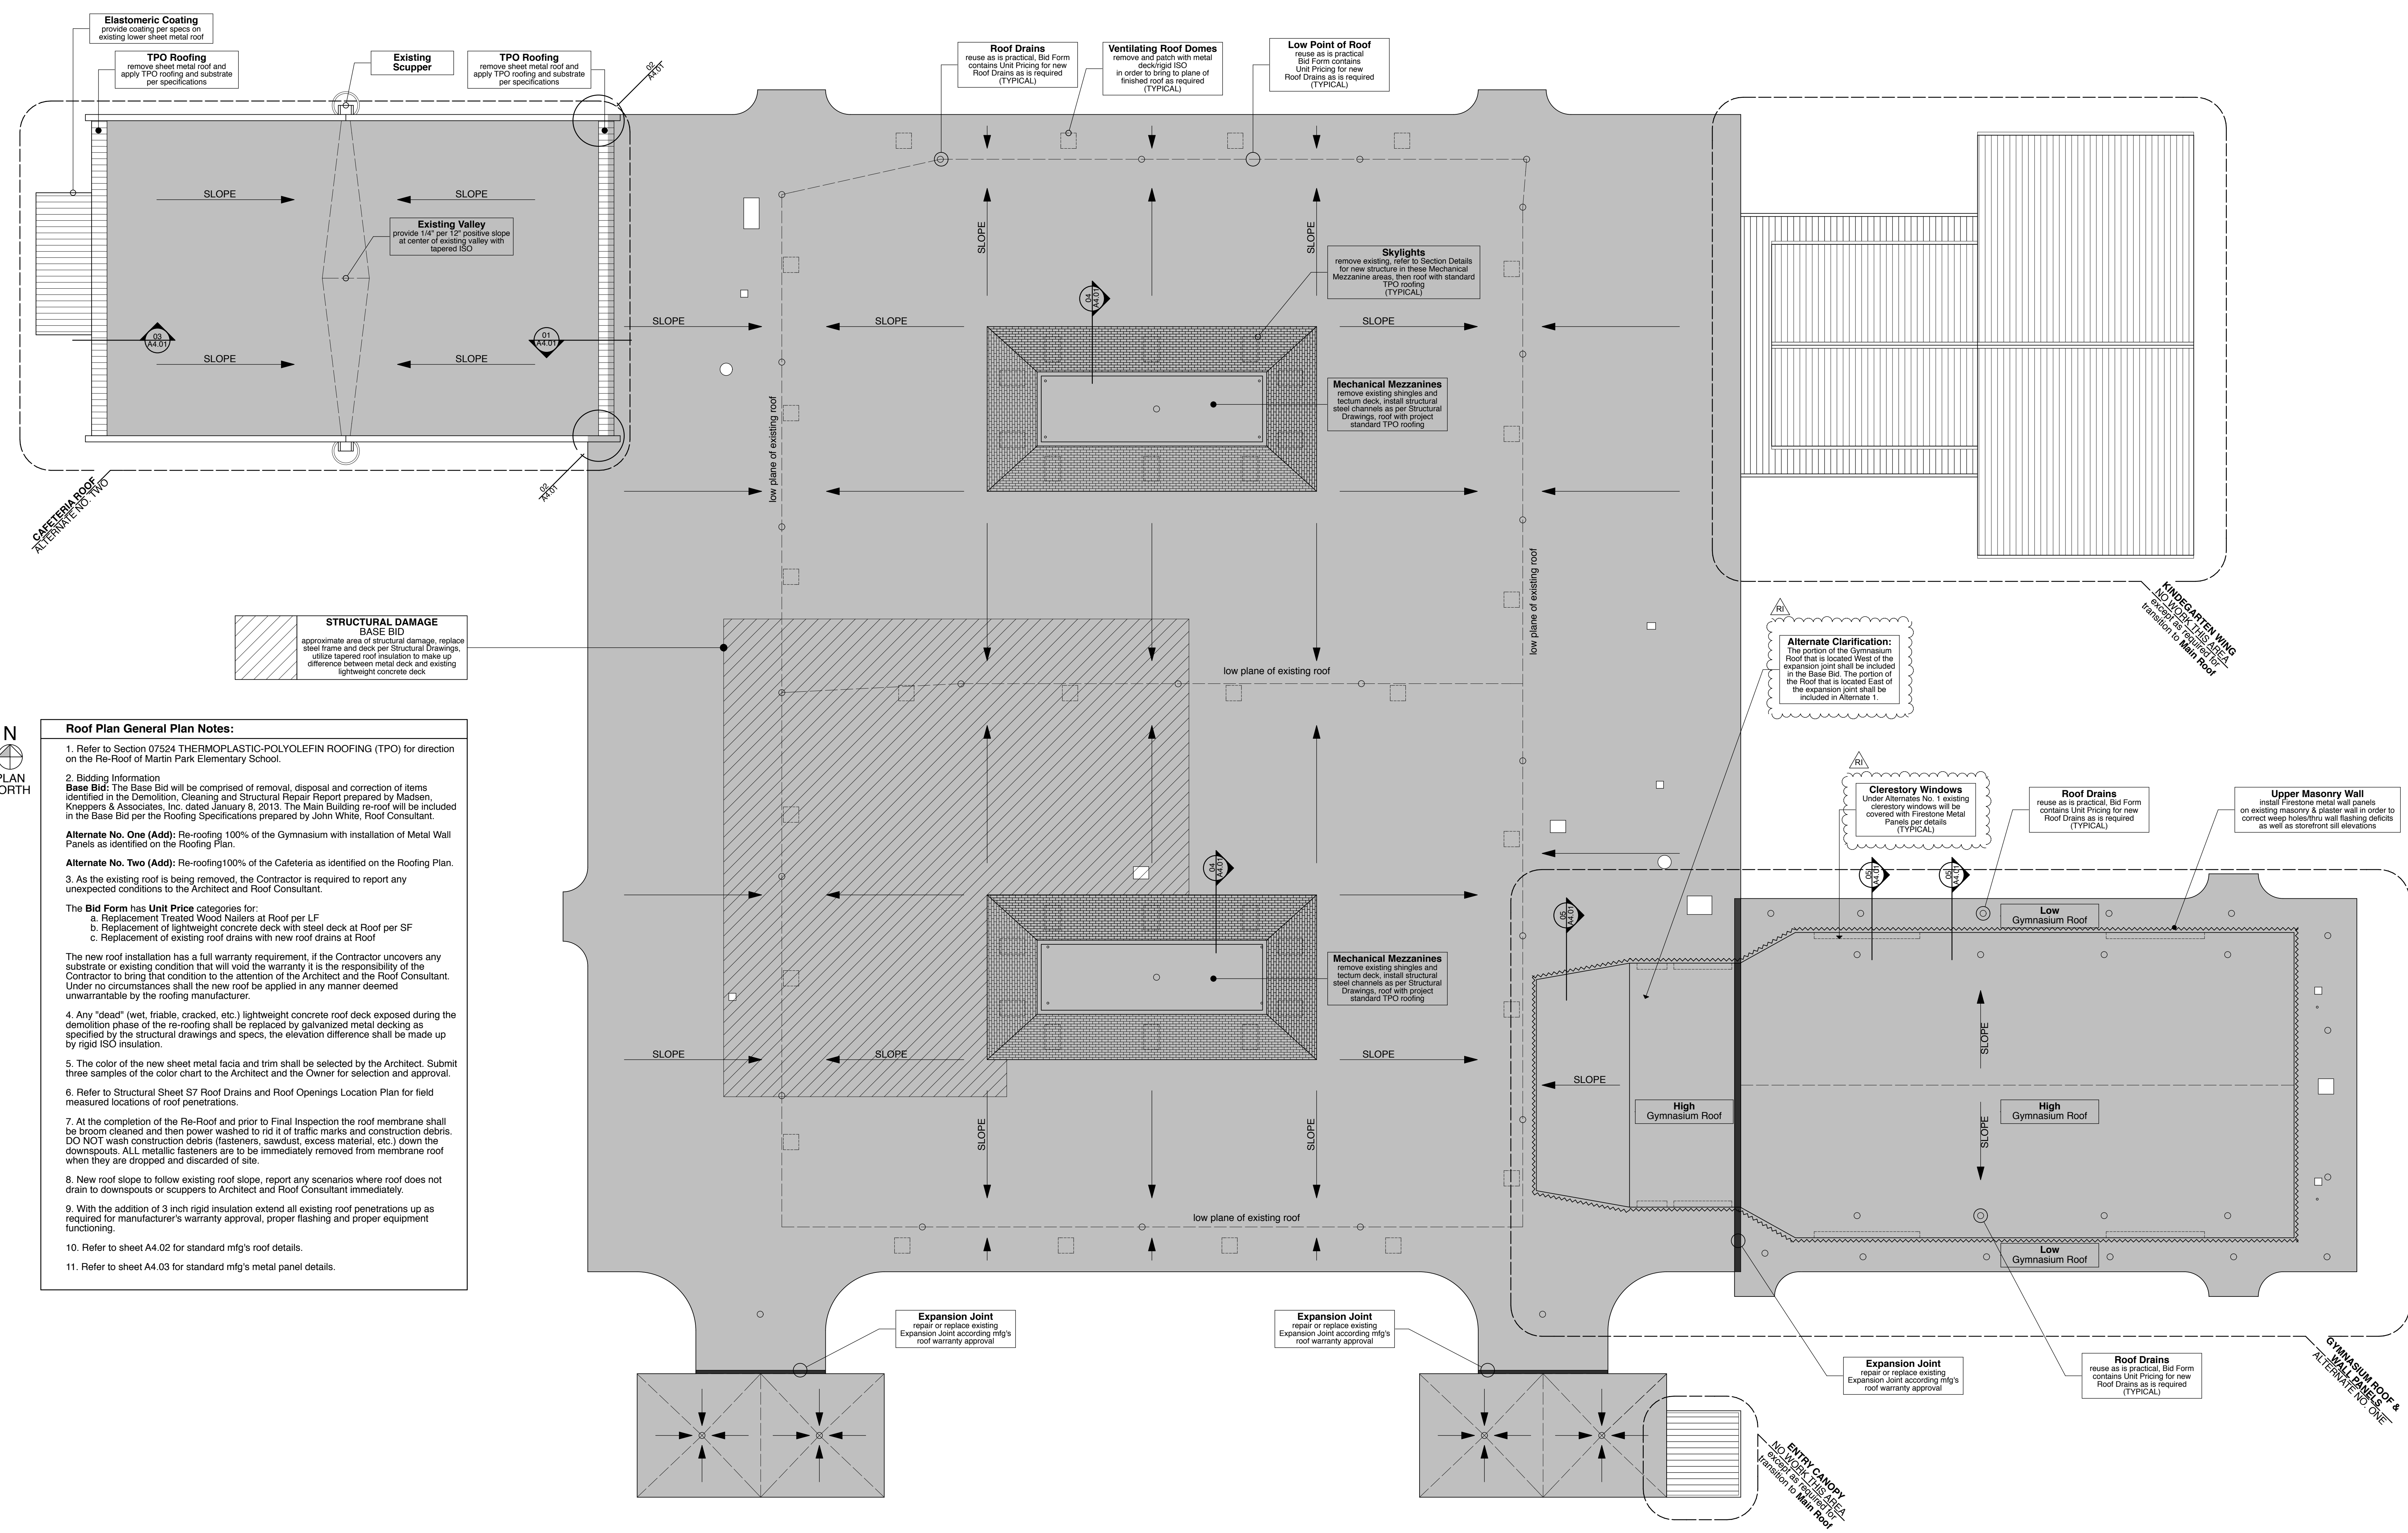 Elastomeric Coating
provide coating per specs on
existing lower sheet metal roof
TPO Roofing
remove sheet metal roof and
apply TPO roofing and substrate
per specifications
Existing
Scupper
TPO Roofing
remove sheet metal roof and
apply TPO roofing and substrate
per specifications
02
A4.01
Roof Drains
reuse as is practical, Bid Form
contains Unit Pricing for new
Roof Drains as is required
(TYPICAL)
Ventilating Roof Domes
remove and patch with metal
deck/rigid ISO
in order to bring to plane of
finished roof as required
(TYPICAL)
Low Point of Roof
reuse as is practical
Bid Form contains
Unit Pricing for new
Roof Drains as is required
(TYPICAL)
SLOPE
SLOPE
Existing Valley
provide 1/4" per 12" positive slope
at center of existing valley with
tapered ISO
03
A4.01
01
A4.01
SLOPE
SLOPE
02
A4.01
CAFETERIA ROOF
ALTERNATE NO. TWO
SLOPE
SLOPE
Skylights
remove existing, refer to Section Details
for new structure in these Mechanical
Mezzanine areas, then roof with standard
TPO roofing
(TYPICAL)
04
A4.01
SLOPE
SLOPE
SLOPE
Mechanical Mezzanines
remove existing shingles and
tectum deck, install structural
steel channels as per Structural
Drawings, roof with project
standard TPO roofing
low plane of existing roof
low plane of existing roof
low plane of existing roof
KINDEGARTEN WING
NO WORK THIS AREA
except as required for
transition to Main Roof
STRUCTURAL DAMAGE
BASE BID
approximate area of structural damage, replace
steel frame and deck per Structural Drawings,
utilize tapered roof insulation to make up
difference between metal deck and existing
lightweight concrete deck
RI
Alternate Clarification:
The portion of the Gymnasium
Roof that is located West of the
expansion joint shall be included
in the Base Bid. The portion of
the Roof that is located East of
the expansion joint shall be
included in Alternate 1.
N
PLAN
ORTH
Roof Plan General Plan Notes:
1. Refer to Section 07524 THERMOPLASTIC-POLYOLEFIN ROOFING (TPO) for direction
on the Re-Roof of Martin Park Elementary School.
2. Bidding Information
Base Bid: The Base Bid will be comprised of removal, disposal and correction of items
identified in the Demolition, Cleaning and Structural Repair Report prepared by Madsen,
Kneppers & Associates, Inc. dated January 8, 2013. The Main Building re-roof will be included
in the Base Bid per the Roofing Specifications prepared by John White, Roof Consultant.
Alternate No. One (Add): Re-roofing 100% of the Gymnasium with installation of Metal Wall
Panels as identified on the Roofing Plan.
Alternate No. Two (Add): Re-roofing100% of the Cafeteria as identified on the Roofing Plan.
3. As the existing roof is being removed, the Contractor is required to report any
unexpected conditions to the Architect and Roof Consultant.
The Bid Form has Unit Price categories for:
a. Replacement Treated Wood Nailers at Roof per LF
b. Replacement of lightweight concrete deck with steel deck at Roof per SF
c. Replacement of existing roof drains with new roof drains at Roof
The new roof installation has a full warranty requirement, if the Contractor uncovers any
substrate or existing condition that will void the warranty it is the responsibility of the
Contractor to bring that condition to the attention of the Architect and the Roof Consultant.
Under no circumstances shall the new roof be applied in any manner deemed
unwarrantable by the roofing manufacturer.
4. Any "dead" (wet, friable, cracked, etc.) lightweight concrete roof deck exposed during the
demolition phase of the re-roofing shall be replaced by galvanized metal decking as
specified by the structural drawings and specs, the elevation difference shall be made up
by rigid ISO insulation.
5. The color of the new sheet metal facia and trim shall be selected by the Architect. Submit
three samples of the color chart to the Architect and the Owner for selection and approval.
6. Refer to Structural Sheet S7 Roof Drains and Roof Openings Location Plan for field
measured locations of roof penetrations.
7. At the completion of the Re-Roof and prior to Final Inspection the roof membrane shall
be broom cleaned and then power washed to rid it of traffic marks and construction debris.
DO NOT wash construction debris (fasteners, sawdust, excess material, etc.) down the
downspouts. ALL metallic fasteners are to be immediately removed from membrane roof
when they are dropped and discarded of site.
8. New roof slope to follow existing roof slope, report any scenarios where roof does not
drain to downspouts or scuppers to Architect and Roof Consultant immediately.
9. With the addition of 3 inch rigid insulation extend all existing roof penetrations up as
required for manufacturer's warranty approval, proper flashing and proper equipment
functioning.
10. Refer to sheet A4.02 for standard mfg's roof details.
11. Refer to sheet A4.03 for standard mfg's metal panel details.
RI
Clerestory Windows
Under Alternates No. 1 existing
clerestory windows will be
covered with Firestone Metal
Panels per details
(TYPICAL)
Roof Drains
reuse as is practical, Bid Form
contains Unit Pricing for new
Roof Drains as is required
(TYPICAL)
Upper Masonry Wall
install Firestone metal wall panels
on existing masonry & plaster wall in order to
correct weep holes/thru wall flashing deficits
as well as storefront sill elevations
04
A4.01
05
A4.01
05
A4.01
05
A4.01
Low
Gymnasium Roof
Mechanical Mezzanines
remove existing shingles and
tectum deck, install structural
steel channels as per Structural
Drawings, roof with project
standard TPO roofing
SLOPE
SLOPE
SLOPE
SLOPE
SLOPE
High
Gymnasium Roof
High
Gymnasium Roof
SLOPE
SLOPE
SLOPE
low plane of existing roof
Low
Gymnasium Roof
Expansion Joint
repair or replace existing
Expansion Joint according mfg's
roof warranty approval
Expansion Joint
repair or replace existing
Expansion Joint according mfg's
roof warranty approval
Expansion Joint
repair or replace existing
Expansion Joint according mfg's
roof warranty approval
Roof Drains
reuse as is practical, Bid Form
contains Unit Pricing for new
Roof Drains as is required
(TYPICAL)
GYMNASIUM ROOF &
WALL PANELS
ALTERNATE NO. ONE
ENTRY CANOPY
NO WORK THIS AREA
except as required for
transition to Main Roof